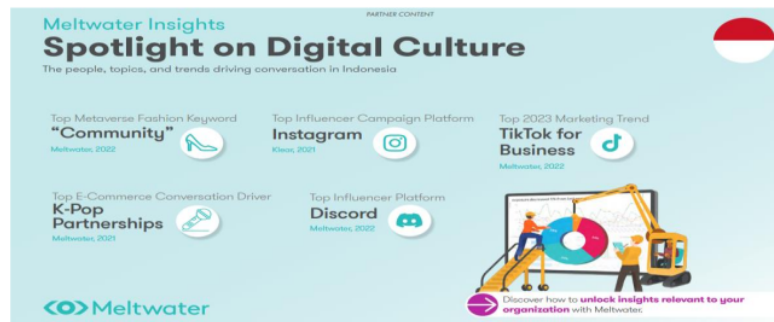 PARTNER CONTENT
Meltwater Insights
Spotlight on Digital Culture
The people, topics, and trends driving conversation in Indonesia
Top Metaverse Fashion Keyword
“Community”
Meltwater, 2022
Top Influencer Campaign Platform
Instagram
Klear, 2021
Top 2023 Marketing Trend
TikTok for
Business
Meltwater, 2022
Top E-Commerce Conversation Driver
K-Pop
Partnerships
Meltwater, 2021
Top Influencer Platform
Discord
Meltwater, 2022
Meltwater
Discover how to unlock insights relevant to your
organization with Meltwater.